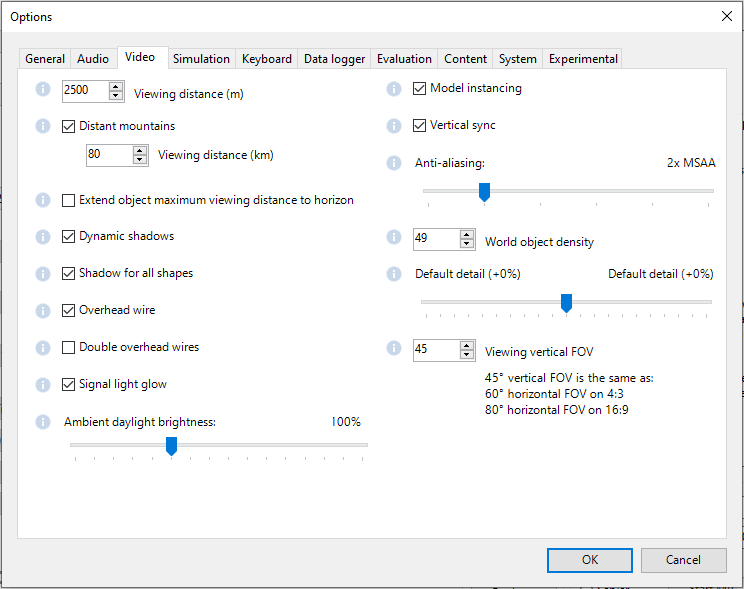 Options
General Audio Video Simulation Keyboard Data logger Evaluation Content System Experimental
2500 Viewing distance (m)
Distant mountains
80 Viewing distance (km)
Extend object maximum viewing distance to horizon
Dynamic shadows
Shadow for all shapes
Overhead wire
Double overhead wires
Signal light glow
Ambient daylight brightness: 100%
Model instancing
Vertical sync
Anti-aliasing: 2x MSAA
49 World object density
Default detail (+0%) Default detail (+0%)
45 Viewing vertical FOV
45° vertical FOV is the same as:
60° horizontal FOV on 4:3
80° horizontal FOV on 16:9
OK Cancel